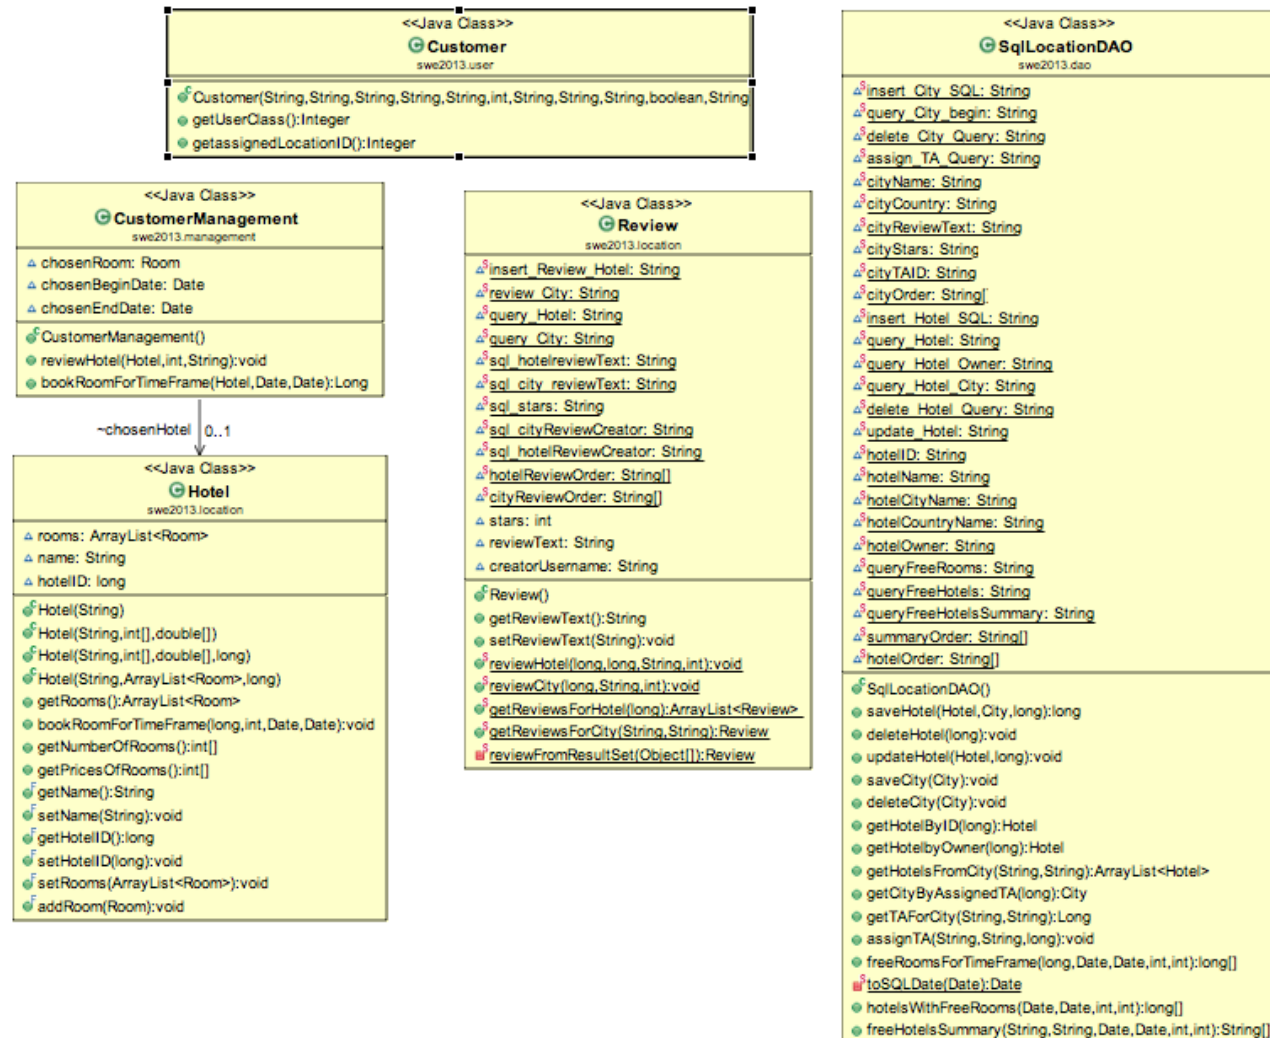 <<Java Class>>
Customer
swe2013.user
Customer(String,String,String,String,String,int,String,String,String,boolean,String
getUserClass():Integer
getassignedLocationID():Integer
<<Java Class>>
CustomerManagement
swe2013.management
chosenRoom: Room
chosenBeginDate: Date
chosenEndDate: Date
CustomerManagement()
reviewHotel(Hotel,int,String):void
bookRoomForTimeFrame(Hotel,Date,Date):Long
~chosenHotel 0..1
<<Java Class>>
Hotel
swe2013.location
rooms: ArrayList<Room>
name: String
hotelID: long
Hotel(String)
Hotel(String,int[],double[])
Hotel(String,int[],double[],long)
Hotel(String,ArrayList<Room>,long)
getRooms():ArrayList<Room>
bookRoomForTimeFrame(long,int,Date,Date):void
getNumberOfRooms():int[]
getPricesOfRooms():int[]
getName():String
setName(String):void
getHotelID():long
setHotelID(long):void
setRooms(ArrayList<Room>):void
addRoom(Room):void
<<Java Class>>
Review
swe2013.location
insert_Review_Hotel: String
review_City: String
query_Hotel: String
query_City: String
sql_hotelreviewText: String
sql_city_reviewText: String
sql_stars: String
sql_cityReviewCreator: String
sql_hotelReviewCreator: String
hotelReviewOrder: String[]
cityReviewOrder: String[]
stars: int
reviewText: String
creatorUsername: String
Review()
getReviewText():String
setReviewText(String):void
reviewHotel(long,long,String,int):void
reviewCity(long,String,int):void
getReviewsForHotel(long):ArrayList<Review>
getReviewsForCity(String,String):Review
reviewFromResultSet(Object[]):Review
<<Java Class>>
SqlLocationDAO
swe2013.dao
insert_City_SQL: String
query_City_begin: String
delete_City_Query: String
assign_TA_Query: String
cityName: String
cityCountry: String
cityReviewText: String
cityStars: String
cityTAID: String
cityOrder: String[]
insert_Hotel_SQL: String
query_Hotel: String
query_Hotel_Owner: String
query_Hotel_City: String
delete_Hotel_Query: String
update_Hotel: String
hotelID: String
hotelName: String
hotelCityName: String
hotelCountryName: String
hotelOwner: String
queryFreeRooms: String
queryFreeHotels: String
queryFreeHotelsSummary: String
summaryOrder: String[]
hotelOrder: String[]
SqlLocationDAO()
saveHotel(Hotel,City,long):long
deleteHotel(long):void
updateHotel(Hotel,long):void
saveCity(City):void
deleteCity(City):void
getHotelByID(long):Hotel
getHotelbyOwner(long):Hotel
getHotelsFromCity(String,String):ArrayList<Hotel>
getCityByAssignedTA(long):City
getTAForCity(String,String):Long
assignTA(String,String,long):void
freeRoomsForTimeFrame(long,Date,Date,int,int):long[]
toSQLDate(Date):Date
hotelsWithFreeRooms(Date,Date,int,int):long[]
freeHotelsSummary(String,String,Date,Date,int,int):String[]